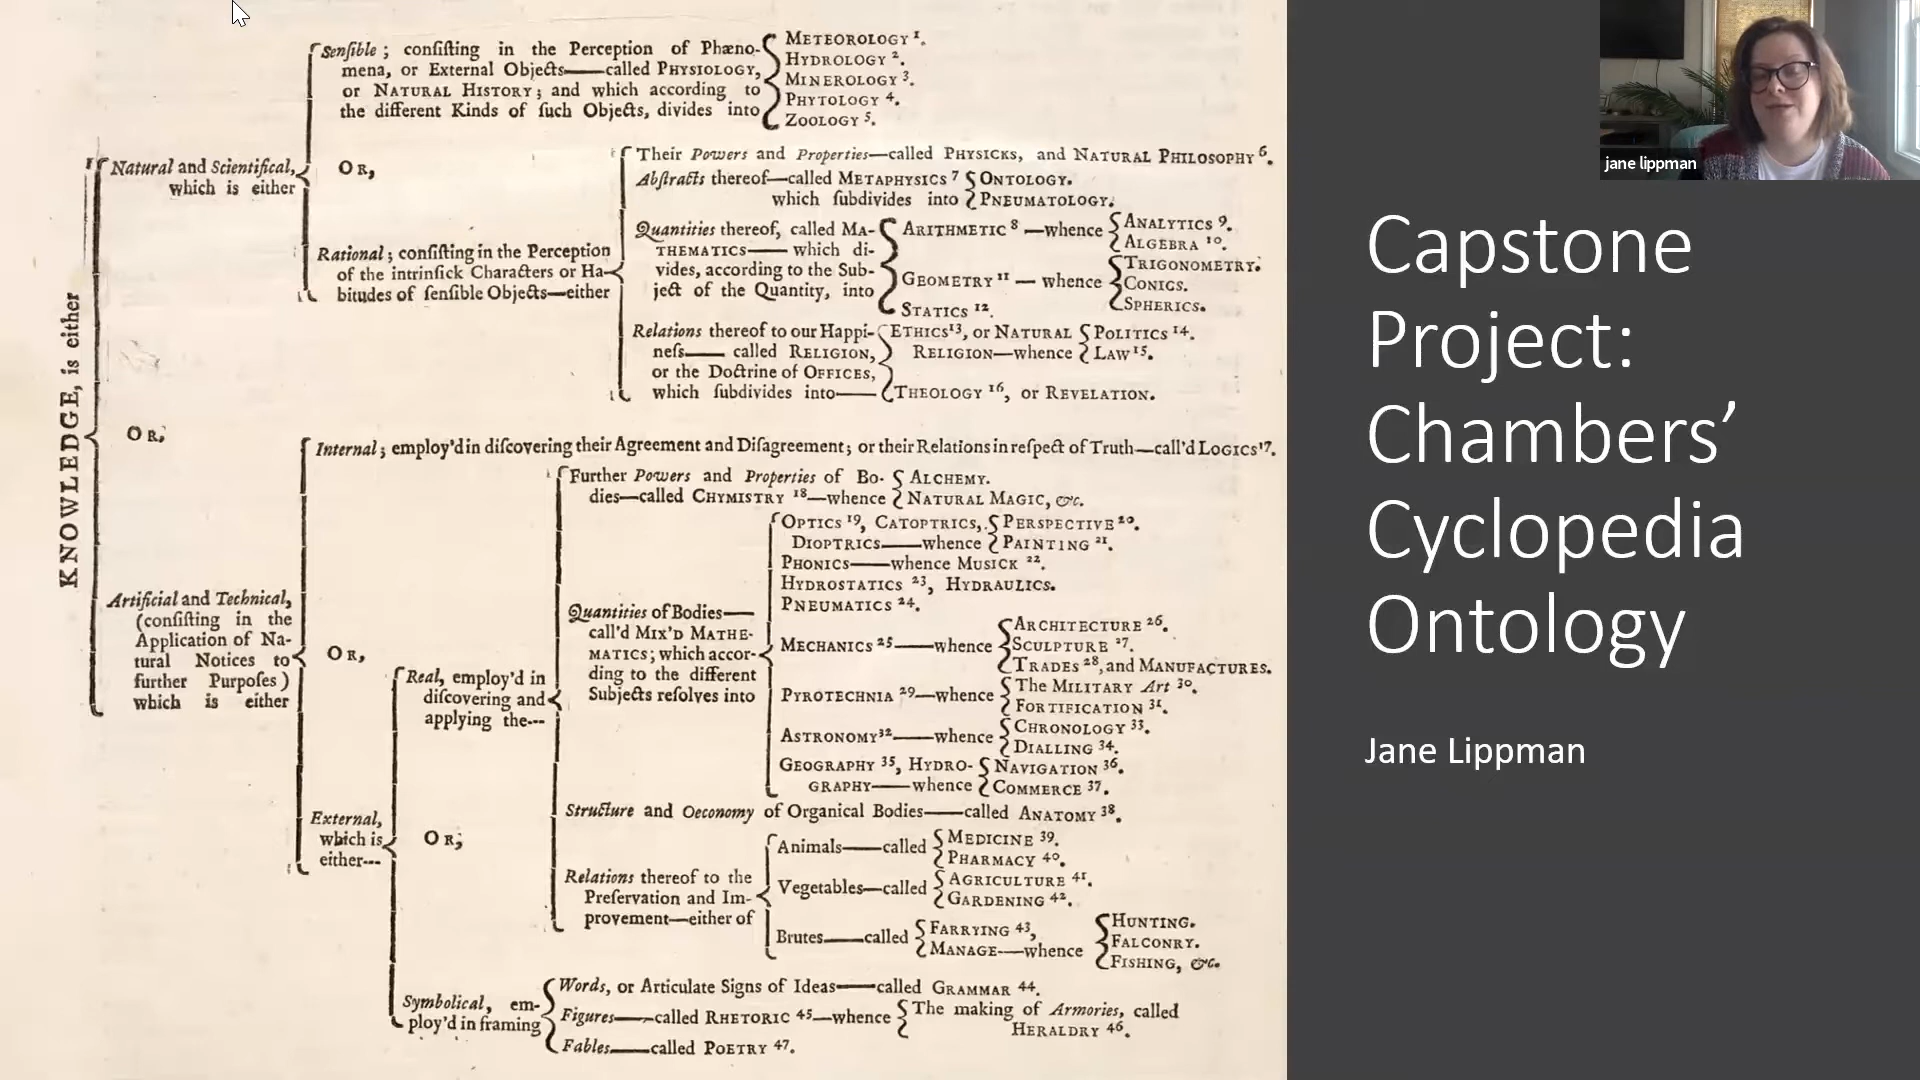 Senſible; conſiſting in the Perception of Phæno-
mena, or External Objects——called PHYSIOLOGY,
or NATURAL HISTORY; and which according to
the different Kinds of ſuch Objects, divides into
METEOROLOGY 1.
HYDROLOGY 2.
MINEROLOGY 3.
PHYTOLOGY 4.
ZOOLOGY 5.
KNOWLEDGE, is either
Natural and Scientifical,
which is either
OR,
Rational; conſiſting in the Perception
of the intrinſick Characters or Ha-
bitudes of ſenſible Objects—either
Their Powers and Properties—called PHYSICKS, and NATURAL PHILOSOPHY 6.
Abſtracts thereof—called METAPHYSICS 7
which ſubdivides into
ONTOLOGY.
PNEUMATOLOGY.
Quantities thereof, called MA-
THEMATICS—— which di-
vides, according to the Sub-
ject of the Quantity, into
ARITHMETIC 8 —whence
ANALYTICS 9.
ALGEBRA 10.
GEOMETRY 11 — whence
TRIGONOMETRY.
CONICS.
SPHERICS.
STATICS 12.
Relations thereof to our Happi-
neſs—— called RELIGION,
or the Doctrine of OFFICES,
which ſubdivides into——
ETHICS 13, or NATURAL
RELIGION—whence
POLITICS 14.
LAW 15.
THEOLOGY 16, or REVELATION.
OR,
Artificial and Technical,
(conſiſting in the
Application of Na-
tural Notices to
further Purpoſes)
which is either
Internal; employ'd in diſcovering their Agreement and Diſagreement; or their Relations in reſpect of Truth—call'd LOGICS 17.
OR,
External,
which is
either---
Real, employ'd in
diſcovering and
applying the---
Further Powers and Properties of Bo-
dies—called CHYMISTRY 18—whence
ALCHEMY.
NATURAL MAGIC, &c.
Quantities of Bodies——
call'd MIX'D MATHE-
MATICS; which accor-
ding to the different
Subjects reſolves into
OPTICS 19, CATOPTRICS,
DIOPTRICS——whence
PERSPECTIVE 20.
PAINTING 21.
PHONICS——whence MUSICK 22.
HYDROSTATICS 23, HYDRAULICS.
PNEUMATICS 24.
MECHANICS 25——whence
ARCHITECTURE 26.
SCULPTURE 27.
TRADES 28, and MANUFACTURES.
PYROTECHNIA 29—whence
The MILITARY Art 30.
FORTIFICATION 31.
ASTRONOMY 32——whence
CHRONOLOGY 33.
DIALLING 34.
GEOGRAPHY 35, HYDRO-
GRAPHY——whence
NAVIGATION 36.
COMMERCE 37.
Structure and Oeconomy of Organical Bodies——called ANATOMY 38.
Relations thereof to the
Preſervation and Im-
provement—either of
Animals——called
MEDICINE 39.
PHARMACY 40.
Vegetables—called
AGRICULTURE 41.
GARDENING 42.
Brutes——called
FARRYING 43,
MANAGE—whence
HUNTING.
FALCONRY.
FISHING, &c.
OR,
Symbolical, em-
ploy'd in framing
Words, or Articulate Signs of Ideas——called GRAMMAR 44.
Figures——called RHETORIC 45—whence
The making of Armories, called
HERALDRY 46.
Fables——called POETRY 47.
jane lippman
Capstone
Project:
Chambers’
Cyclopedia
Ontology
Jane Lippman